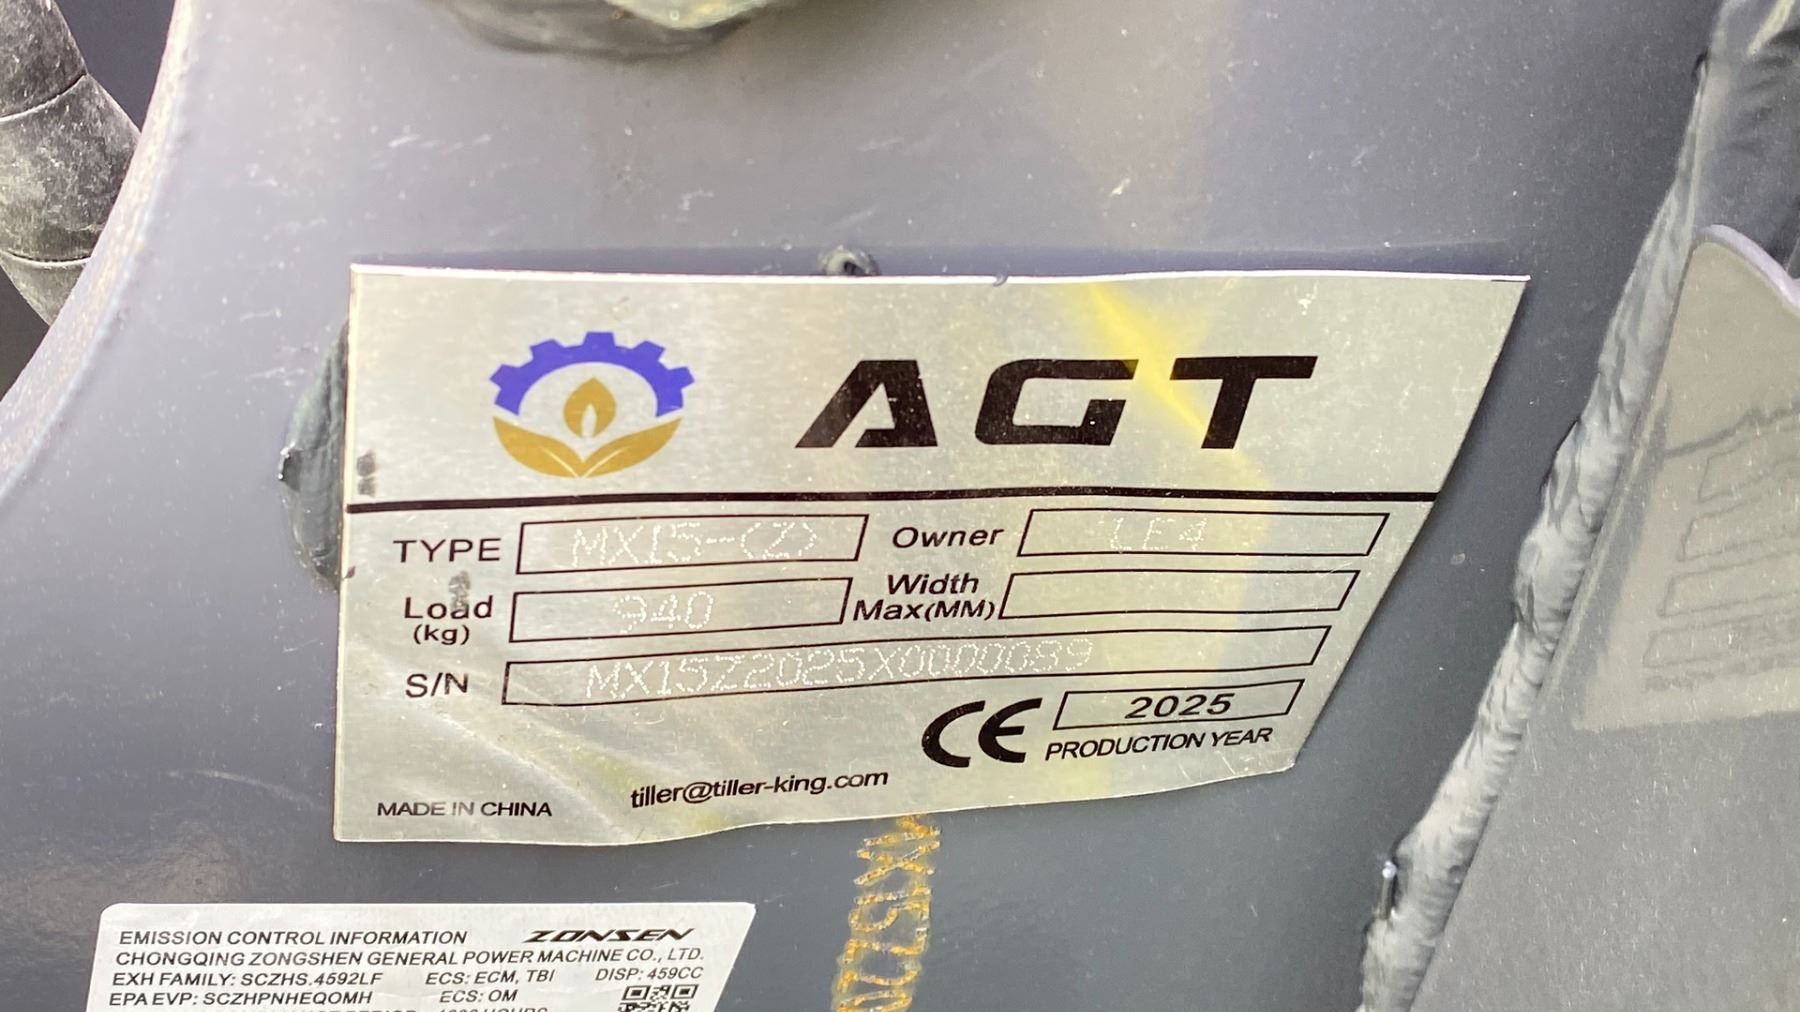 AGT
TYPE MX15-(Z) Owner LE4
Load (kg) 940 Width Max(MM)
S/N MX15Z2025X0000089
CE 2025
PRODUCTION YEAR
tiller@tiller-king.com
MADE IN CHINA
MX15Z20
EMISSION CONTROL INFORMATION ZONSEN
CHONGQING ZONGSHEN GENERAL POWER MACHINE CO., LTD.
EXH FAMILY: SCZHS.4592LF ECS: ECM, TBI DISP: 459CC
EPA EVP: SCZHPNHEQOMH ECS: OM